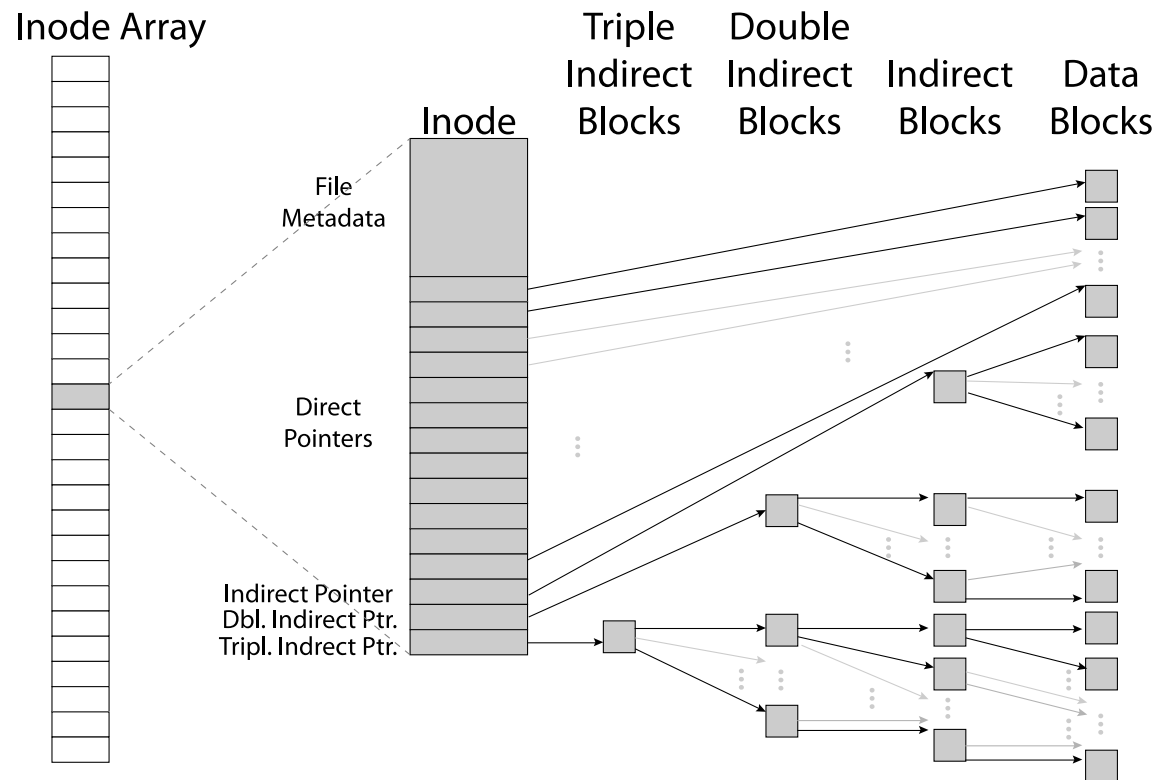 Inode Array
Triple
Indirect
Blocks
Double
Indirect
Blocks
Indirect
Blocks
Data
Blocks
Inode
File
Metadata
Direct
Pointers
Indirect Pointer
Dbl. Indirect Ptr.
Tripl. Indirect Ptr.